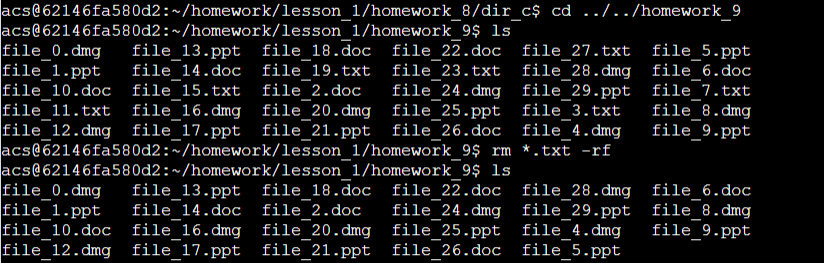 acs@62146fa580d2:~/homework/lesson_1/homework_8/dir_c$ cd ../../homework_9
acs@62146fa580d2:~/homework/lesson_1/homework_9$ ls
file_0.dmg file_13.ppt file_18.doc file_22.doc file_27.txt file_5.ppt
file_1.ppt file_14.doc file_19.txt file_23.txt file_28.dmg file_6.doc
file_10.doc file_15.txt file_2.doc file_24.dmg file_29.ppt file_7.txt
file_11.txt file_16.dmg file_20.dmg file_25.ppt file_3.txt file_8.dmg
file_12.dmg file_17.ppt file_21.ppt file_26.doc file_4.dmg file_9.ppt
acs@62146fa580d2:~/homework/lesson_1/homework_9$ rm *.txt -rf
acs@62146fa580d2:~/homework/lesson_1/homework_9$ ls
file_0.dmg file_13.ppt file_18.doc file_22.doc file_28.dmg file_6.doc
file_1.ppt file_14.doc file_2.doc file_24.dmg file_29.ppt file_8.dmg
file_10.doc file_16.dmg file_20.dmg file_25.ppt file_4.dmg file_9.ppt
file_12.dmg file_17.ppt file_21.ppt file_26.doc file_5.ppt